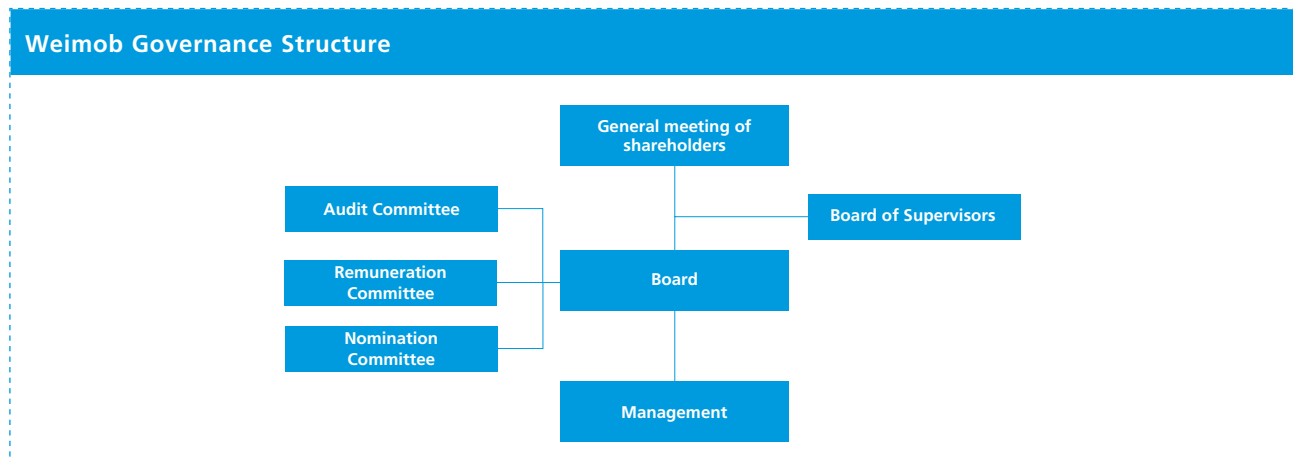 Weimob Governance Structure
General meeting of
shareholders
Audit Committee
Board of Supervisors
Remuneration
Committee
Board
Nomination
Committee
Management